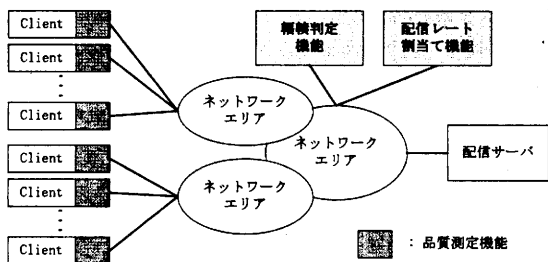 Client
Client
Client
Client
Client
Client
輻輳判定
機能
配信レート
割当て機能
ネットワーク
エリア
ネットワーク
エリア
ネットワーク
エリア
配信サーバ
：品質測定機能